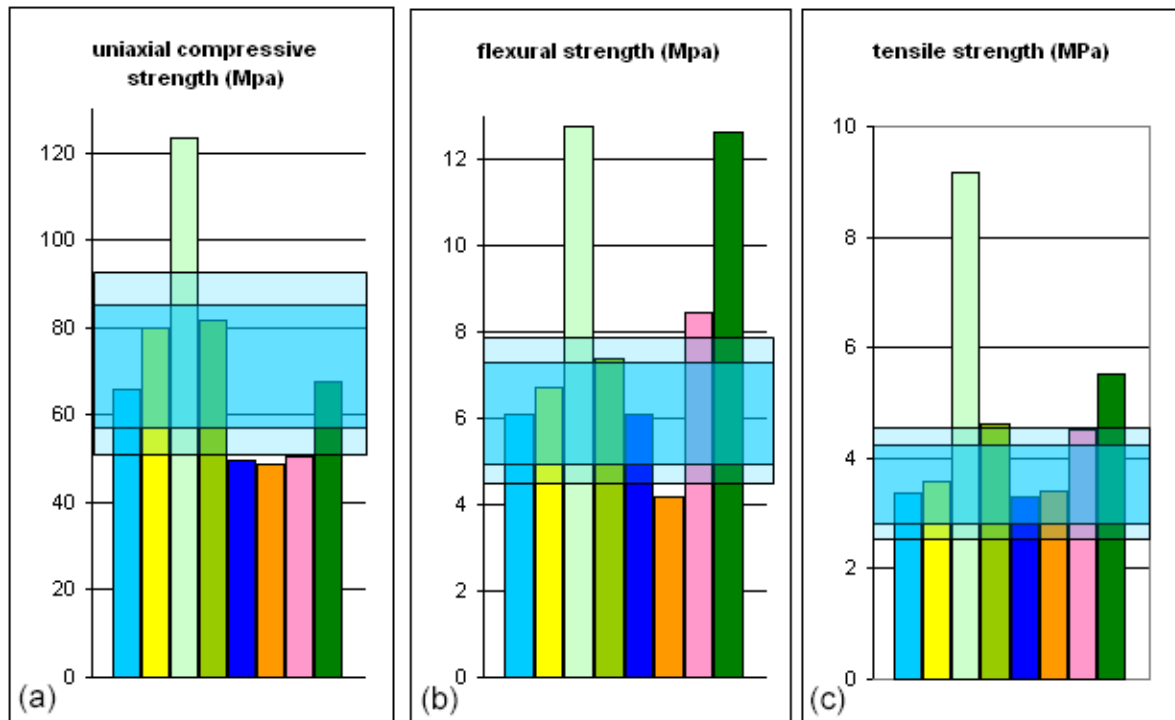 uniaxial compressive
strength (Mpa)
120
100
80
60
40
20
0
(a)
flexural strength (Mpa)
12
10
8
6
4
2
0
(b)
tensile strength (MPa)
10
8
6
4
2
0
(c)